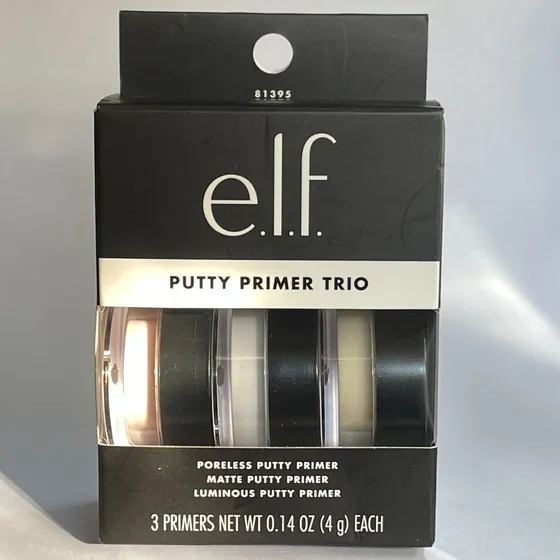 81395
e.l.f.
PUTTY PRIMER TRIO
PORELESS PUTTY PRIMER
MATTE PUTTY PRIMER
LUMINOUS PUTTY PRIMER
3 PRIMERS NET WT 0.14 OZ (4 g) EACH